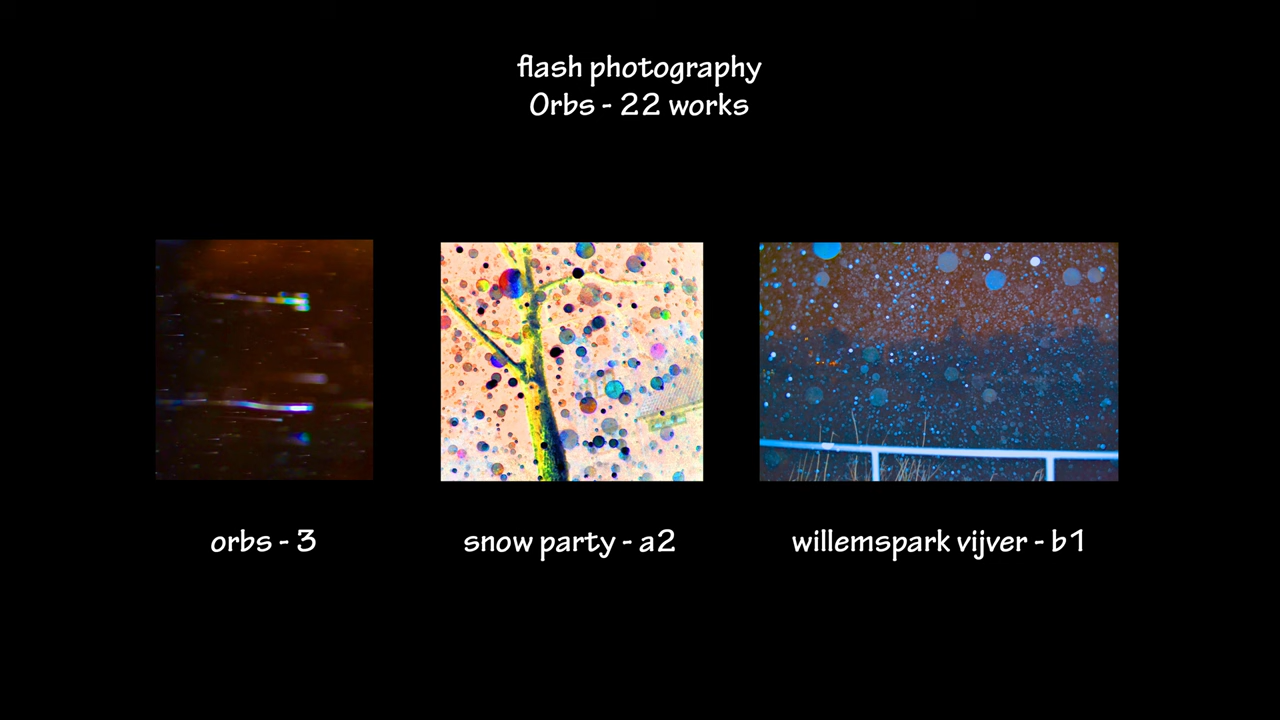 flash photography
Orbs - 22 works
orbs - 3
snow party - a2
willemspark vijver - b1